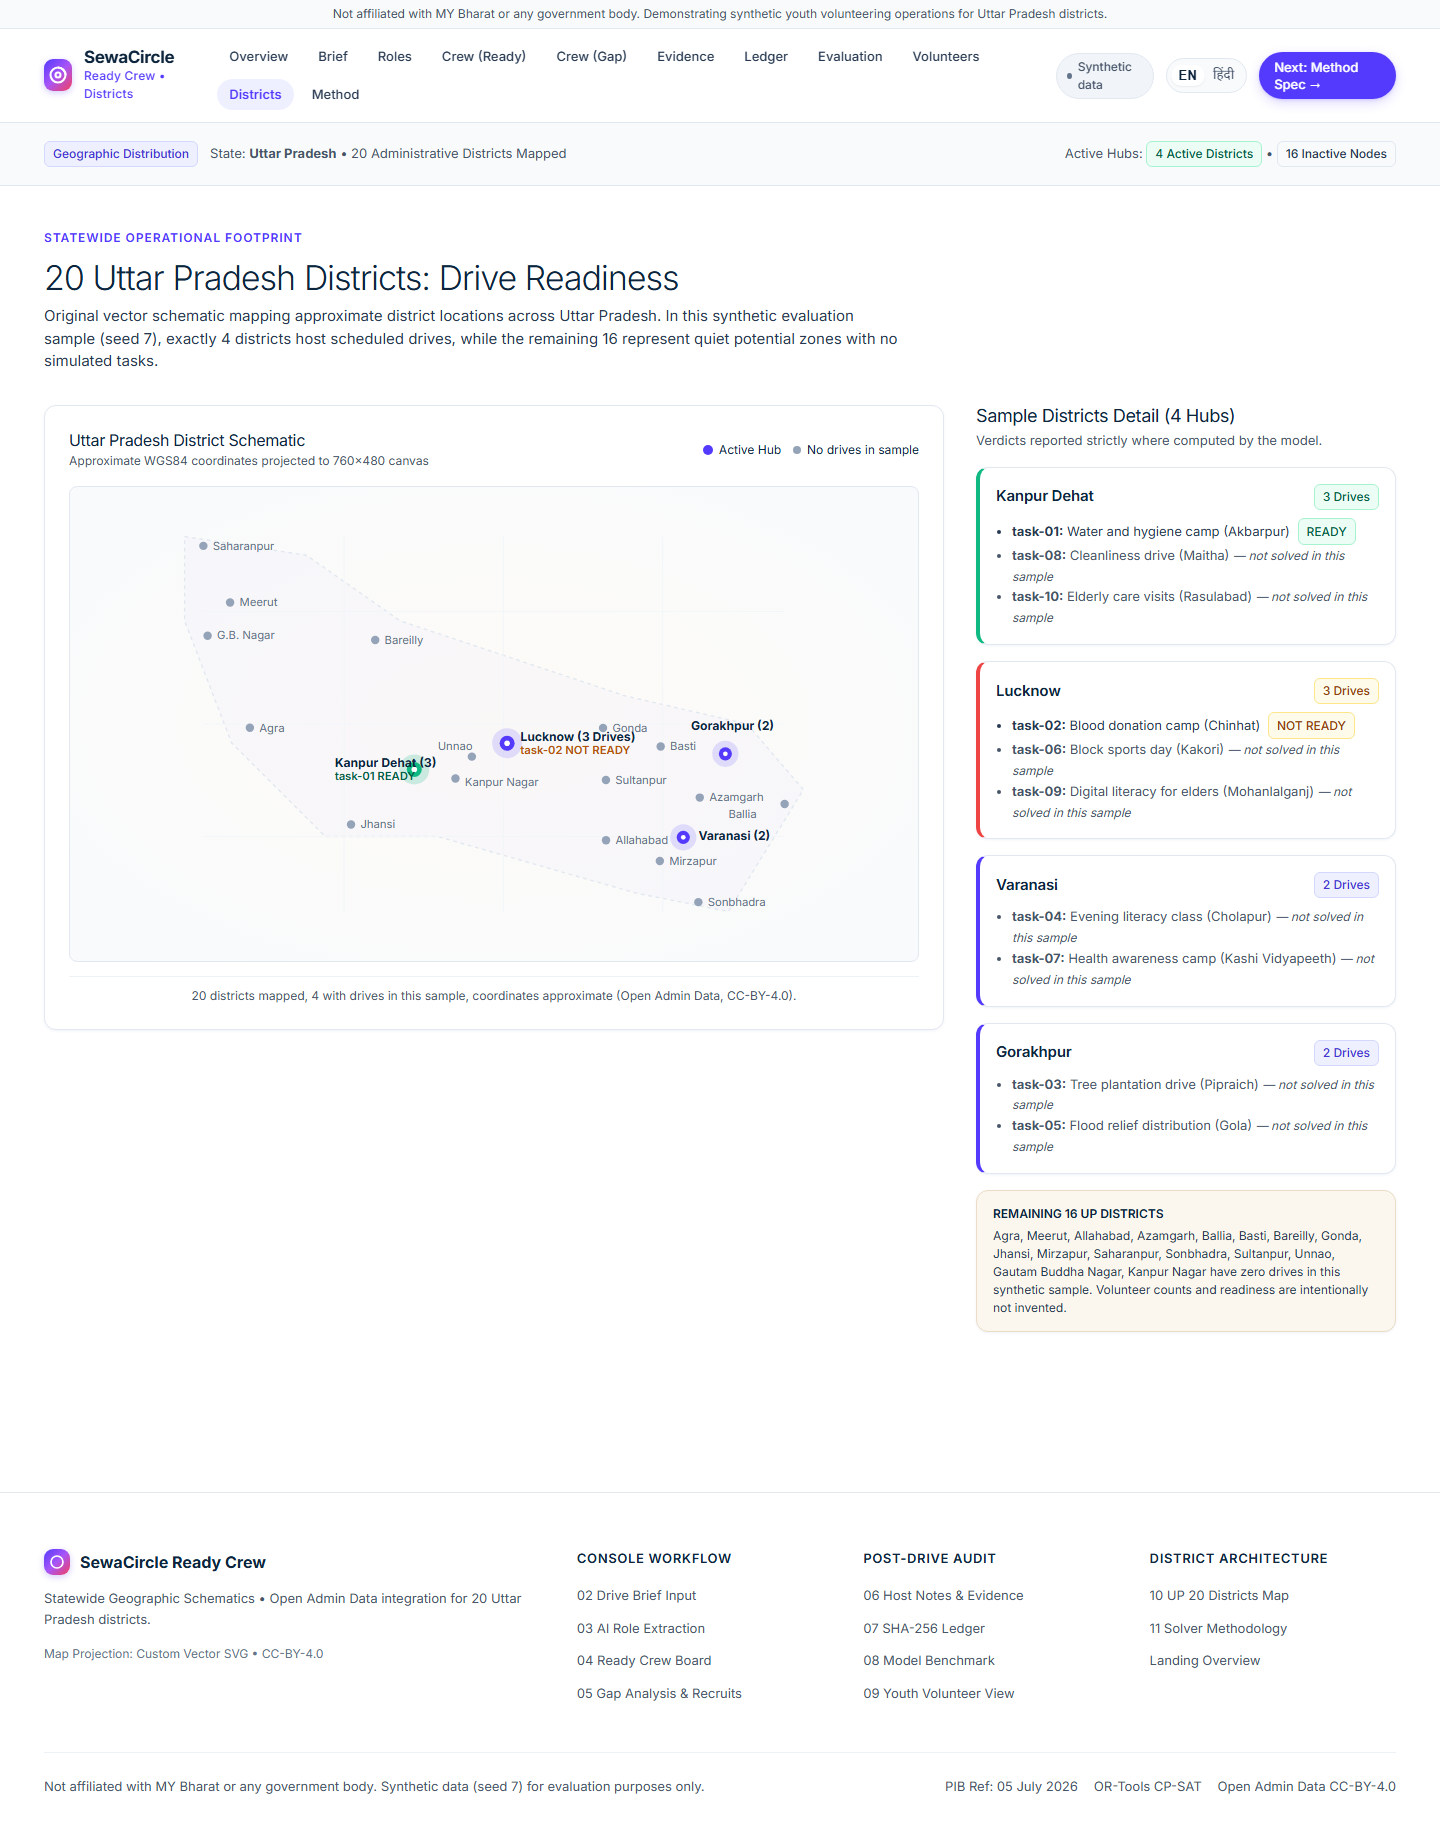 Not affiliated with MY Bharat or any government body. Demonstrating synthetic youth volunteering operations for Uttar Pradesh districts.
SewaCircle
Ready Crew •
Districts
Overview Brief Roles Crew (Ready) Crew (Gap) Evidence Ledger Evaluation Volunteers
Districts Method
Synthetic
data
EN हिंदी
Next: Method
Spec →
Geographic Distribution State: Uttar Pradesh • 20 Administrative Districts Mapped
Active Hubs: 4 Active Districts • 16 Inactive Nodes
STATEWIDE OPERATIONAL FOOTPRINT
20 Uttar Pradesh Districts: Drive Readiness
Original vector schematic mapping approximate district locations across Uttar Pradesh. In this synthetic evaluation
sample (seed 7), exactly 4 districts host scheduled drives, while the remaining 16 represent quiet potential zones with no
simulated tasks.
Uttar Pradesh District Schematic
Approximate WGS84 coordinates projected to 760×480 canvas
Active Hub No drives in sample
Saharanpur
Meerut
G.B. Nagar
Bareilly
Agra
Gonda
Gorakhpur (2)
Lucknow (3 Drives)
task-02 NOT READY
Unnao
Basti
Kanpur Dehat (3)
task-01 READY
Kanpur Nagar
Sultanpur
Azamgarh
Ballia
Jhansi
Allahabad
Varanasi (2)
Mirzapur
Sonbhadra
20 districts mapped, 4 with drives in this sample, coordinates approximate (Open Admin Data, CC-BY-4.0).
Sample Districts Detail (4 Hubs)
Verdicts reported strictly where computed by the model.
Kanpur Dehat 3 Drives
• task-01: Water and hygiene camp (Akbarpur) READY
• task-08: Cleanliness drive (Maitha) — not solved in this
sample
• task-10: Elderly care visits (Rasulabad) — not solved in this
sample
Lucknow 3 Drives
• task-02: Blood donation camp (Chinhat) NOT READY
• task-06: Block sports day (Kakori) — not solved in this
sample
• task-09: Digital literacy for elders (Mohanlalganj) — not
solved in this sample
Varanasi 2 Drives
• task-04: Evening literacy class (Cholapur) — not solved in
this sample
• task-07: Health awareness camp (Kashi Vidyapeeth) — not
solved in this sample
Gorakhpur 2 Drives
• task-03: Tree plantation drive (Pipraich) — not solved in this
sample
• task-05: Flood relief distribution (Gola) — not solved in this
sample
REMAINING 16 UP DISTRICTS
Agra, Meerut, Allahabad, Azamgarh, Ballia, Basti, Bareilly, Gonda,
Jhansi, Mirzapur, Saharanpur, Sonbhadra, Sultanpur, Unnao,
Gautam Buddha Nagar, Kanpur Nagar have zero drives in this
synthetic sample. Volunteer counts and readiness are intentionally
not invented.
SewaCircle Ready Crew
Statewide Geographic Schematics • Open Admin Data integration for 20 Uttar
Pradesh districts.
Map Projection: Custom Vector SVG • CC-BY-4.0
CONSOLE WORKFLOW
02 Drive Brief Input
03 AI Role Extraction
04 Ready Crew Board
05 Gap Analysis & Recruits
POST-DRIVE AUDIT
06 Host Notes & Evidence
07 SHA-256 Ledger
08 Model Benchmark
09 Youth Volunteer View
DISTRICT ARCHITECTURE
10 UP 20 Districts Map
11 Solver Methodology
Landing Overview
Not affiliated with MY Bharat or any government body. Synthetic data (seed 7) for evaluation purposes only.
PIB Ref: 05 July 2026 OR-Tools CP-SAT Open Admin Data CC-BY-4.0